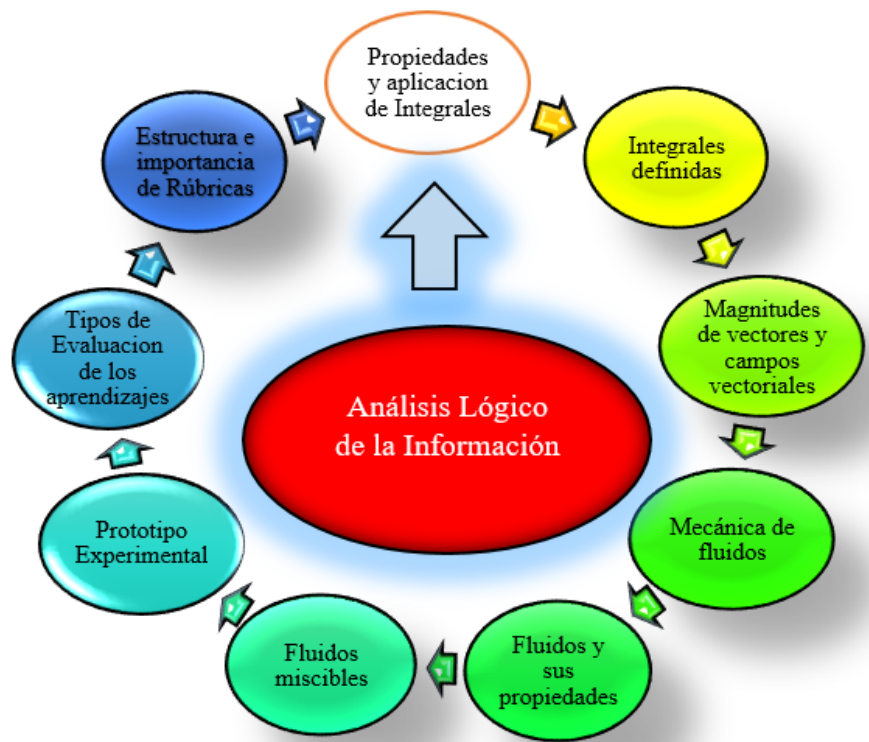 Propiedades
y aplicacion
de Integrales
Integrales
definidas
Magnitudes
de vectores y
campos
vectoriales
Mecánica de
fluidos
Fluidos y
sus
propiedades
Fluidos
miscibles
Prototipo
Experimental
Tipos de
Evaluacion
de los
aprendizajes
Estructura e
importancia
de Rúbricas
Análisis Lógico
de la Información